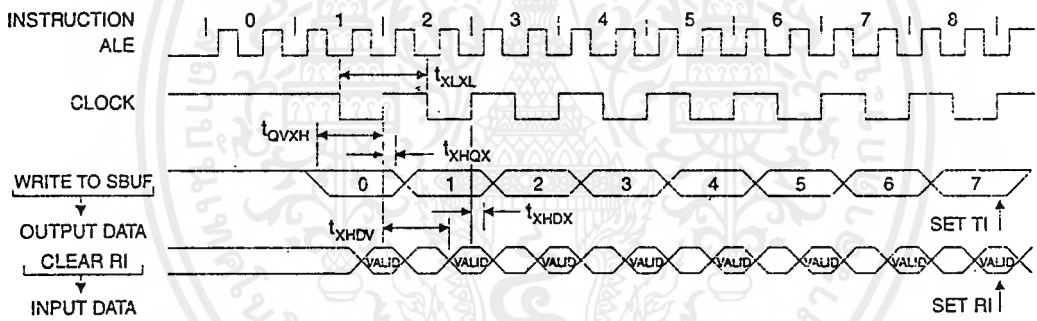 INSTRUCTION 0 1 2 3 4 5 6 7 8
ALE
tXLXL
CLOCK
tQVXH
tXHQX
WRITE TO SBUF 0 1 2 3 4 5 6 7
tXHDX
OUTPUT DATA
SET TI
tXHDV
CLEAR RI VALID VALID VALID VALID VALID VALID VALID VALID
INPUT DATA
SET RI